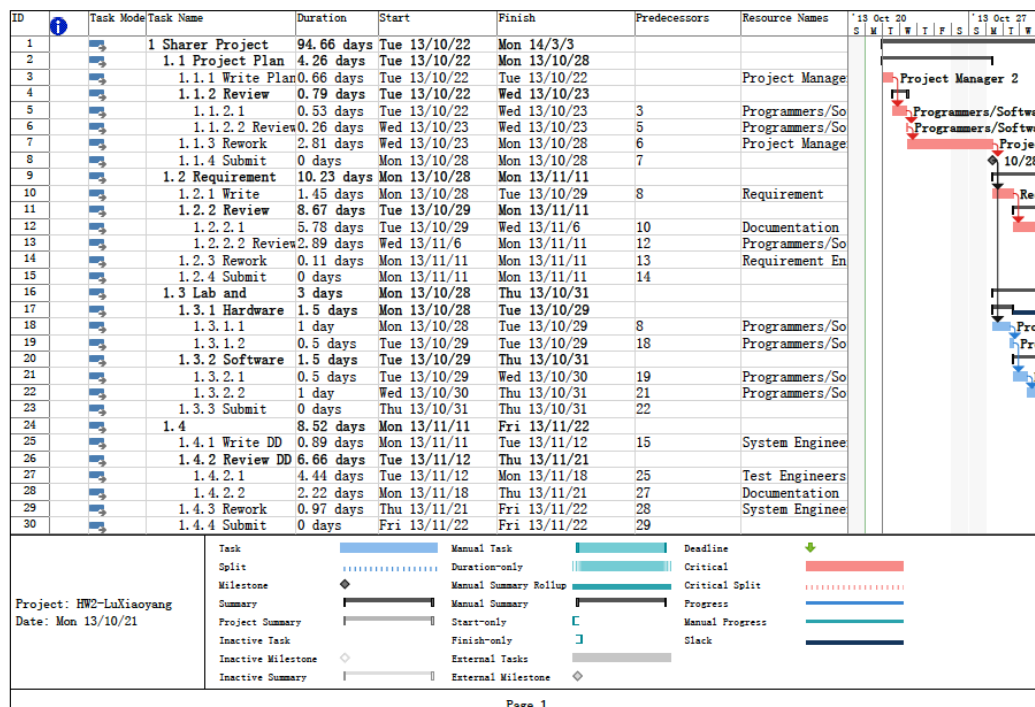 ID Task Mode Task Name Duration Start Finish Predecessors Resource Names '13 Oct 20 '13 Oct 27
S M T W T F S S M T W
1 1 Sharer Project 94.66 days Tue 13/10/22 Mon 14/3/3
2 1.1 Project Plan 4.26 days Tue 13/10/22 Mon 13/10/28
3 1.1.1 Write Plan 0.66 days Tue 13/10/22 Tue 13/10/22 Project Manage Project Manager 2
4 1.1.2 Review 0.79 days Tue 13/10/22 Wed 13/10/23
5 1.1.2.1 0.53 days Tue 13/10/22 Wed 13/10/23 3 Programmers/So Programmers/Softwa
6 1.1.2.2 Review 0.26 days Wed 13/10/23 Wed 13/10/23 5 Programmers/So Programmers/Softwa
7 1.1.3 Rework 2.81 days Wed 13/10/23 Mon 13/10/28 6 Project Manage Projec
8 1.1.4 Submit 0 days Mon 13/10/28 Mon 13/10/28 7 10/28
9 1.2 Requirement 10.23 days Mon 13/10/28 Mon 13/11/11
10 1.2.1 Write 1.45 days Mon 13/10/28 Tue 13/10/29 8 Requirement Re
11 1.2.2 Review 8.67 days Tue 13/10/29 Mon 13/11/11
12 1.2.2.1 5.78 days Tue 13/10/29 Wed 13/11/6 10 Documentation
13 1.2.2.2 Review 2.89 days Wed 13/11/6 Mon 13/11/11 12 Programmers/So
14 1.2.3 Rework 0.11 days Mon 13/11/11 Mon 13/11/11 13 Requirement En
15 1.2.4 Submit 0 days Mon 13/11/11 Mon 13/11/11 14
16 1.3 Lab and 3 days Mon 13/10/28 Thu 13/10/31
17 1.3.1 Hardware 1.5 days Mon 13/10/28 Tue 13/10/29
18 1.3.1.1 1 day Mon 13/10/28 Tue 13/10/29 8 Programmers/So Pro
19 1.3.1.2 0.5 days Tue 13/10/29 Tue 13/10/29 18 Programmers/So Pr
20 1.3.2 Software 1.5 days Tue 13/10/29 Thu 13/10/31
21 1.3.2.1 0.5 days Tue 13/10/29 Wed 13/10/30 19 Programmers/So
22 1.3.2.2 1 day Wed 13/10/30 Thu 13/10/31 21 Programmers/So
23 1.3.3 Submit 0 days Thu 13/10/31 Thu 13/10/31 22
24 1.4 8.52 days Mon 13/11/11 Fri 13/11/22
25 1.4.1 Write DD 0.89 days Mon 13/11/11 Tue 13/11/12 15 System Enginee
26 1.4.2 Review DD 6.66 days Tue 13/11/12 Thu 13/11/21
27 1.4.2.1 4.44 days Tue 13/11/12 Mon 13/11/18 25 Test Engineers
28 1.4.2.2 2.22 days Mon 13/11/18 Thu 13/11/21 27 Documentation
29 1.4.3 Rework 0.97 days Thu 13/11/21 Fri 13/11/22 28 System Enginee
30 1.4.4 Submit 0 days Fri 13/11/22 Fri 13/11/22 29
Project: HW2-LuXiaoyang
Date: Mon 13/10/21
Task Manual Task Deadline
Split Duration-only Critical
Milestone Manual Summary Rollup Critical Split
Summary Manual Summary Progress
Project Summary Start-only Manual Progress
Inactive Task Finish-only Slack
Inactive Milestone External Tasks
Inactive Summary External Milestone
Page 1